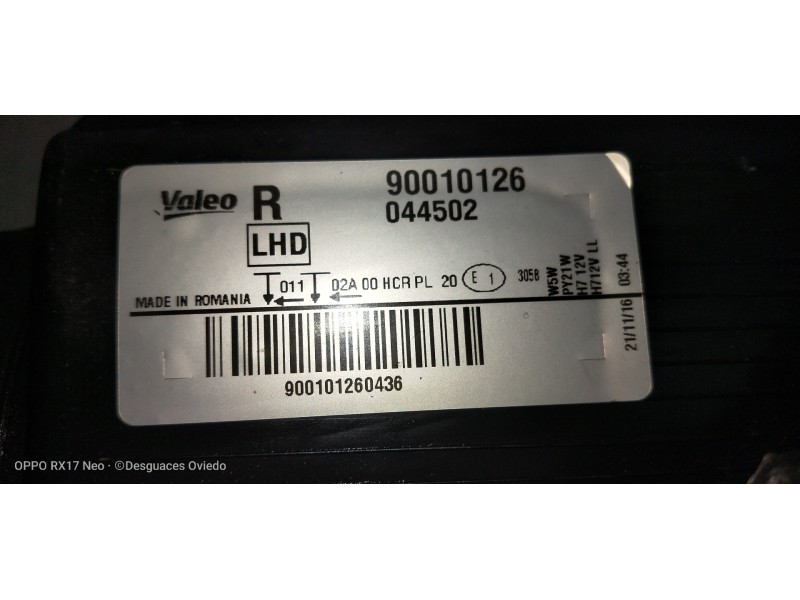 Valeo R 90010126
044502
LHD
011 02A 00 HCR PL 20 E 1 3058
MADE IN ROMANIA
W5W
PY21W
H7 12V
H712V LL
21/11/16 03:44
900101260436
OPPO RX17 Neo · ©Desguaces Oviedo